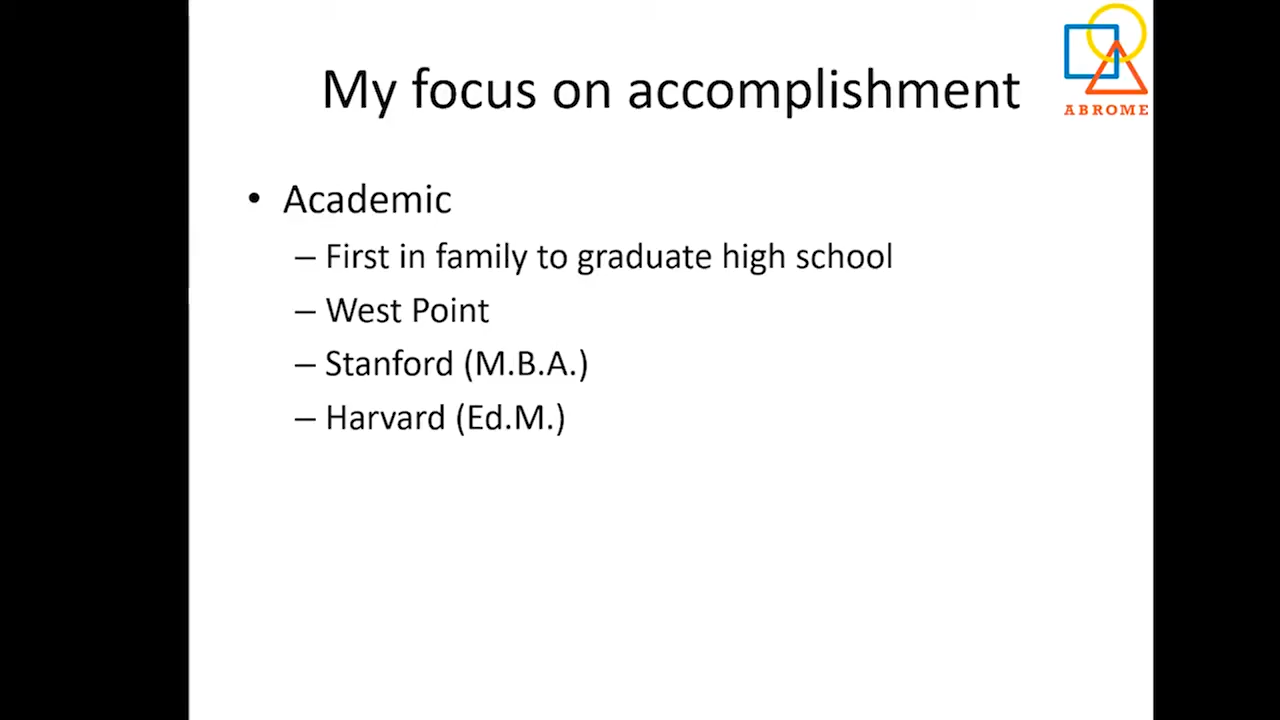 My focus on accomplishment
ABROME
• Academic
– First in family to graduate high school
– West Point
– Stanford (M.B.A.)
– Harvard (Ed.M.)